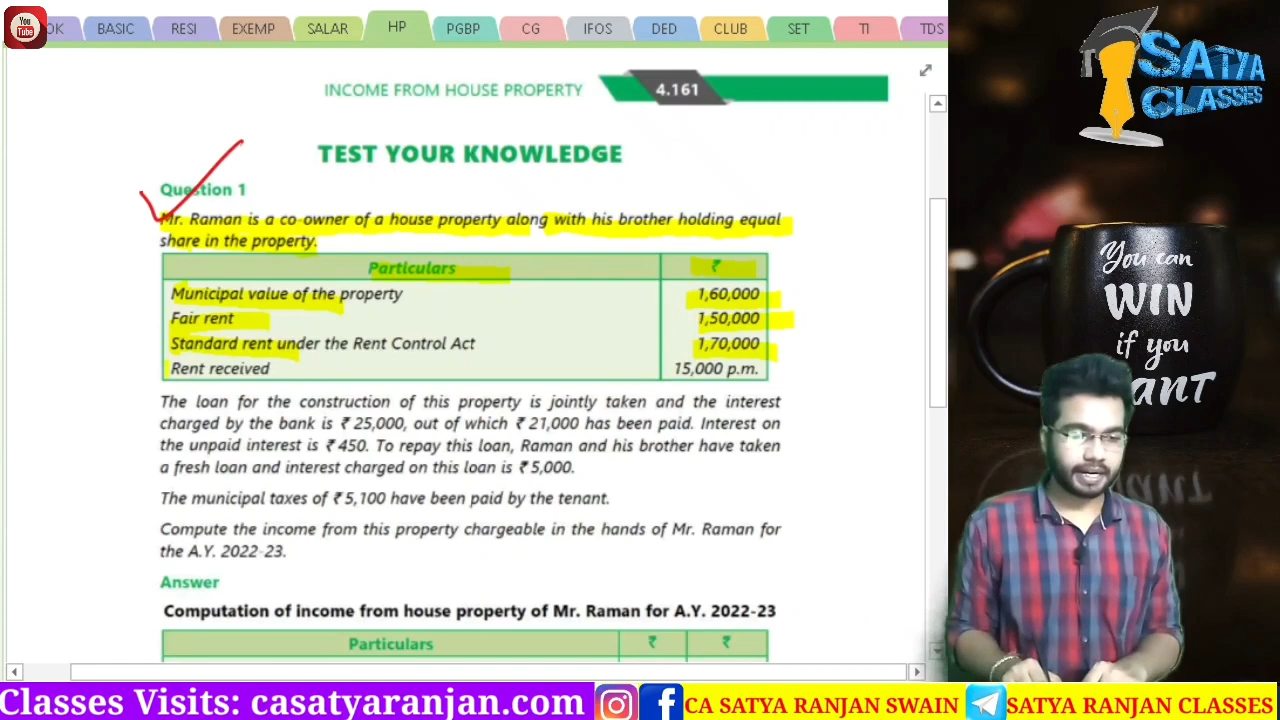 You
Tube
OK BASIC RESI EXEMP SALAR HP PGBP CG IFOS DED CLUB SET TI TDS
INCOME FROM HOUSE PROPERTY 4.161
TEST YOUR KNOWLEDGE
Question 1
Mr. Raman is a co-owner of a house property along with his brother holding equal
share in the property.
Particulars ₹
Municipal value of the property 1,60,000
Fair rent 1,50,000
Standard rent under the Rent Control Act 1,70,000
Rent received 15,000 p.m.
The loan for the construction of this property is jointly taken and the interest
charged by the bank is ₹ 25,000, out of which ₹ 21,000 has been paid. Interest on
the unpaid interest is ₹ 450. To repay this loan, Raman and his brother have taken
a fresh loan and interest charged on this loan is ₹ 5,000.
The municipal taxes of ₹ 5,100 have been paid by the tenant.
Compute the income from this property chargeable in the hands of Mr. Raman for
the A.Y. 2022-23.
Answer
Computation of income from house property of Mr. Raman for A.Y. 2022-23
Particulars ₹ ₹
SATYA
CLASSES
You can
WIN
if you
Classes Visits: casatyaranjan.com
CA SATYA RANJAN SWAIN
SATYA RANJAN CLASSES